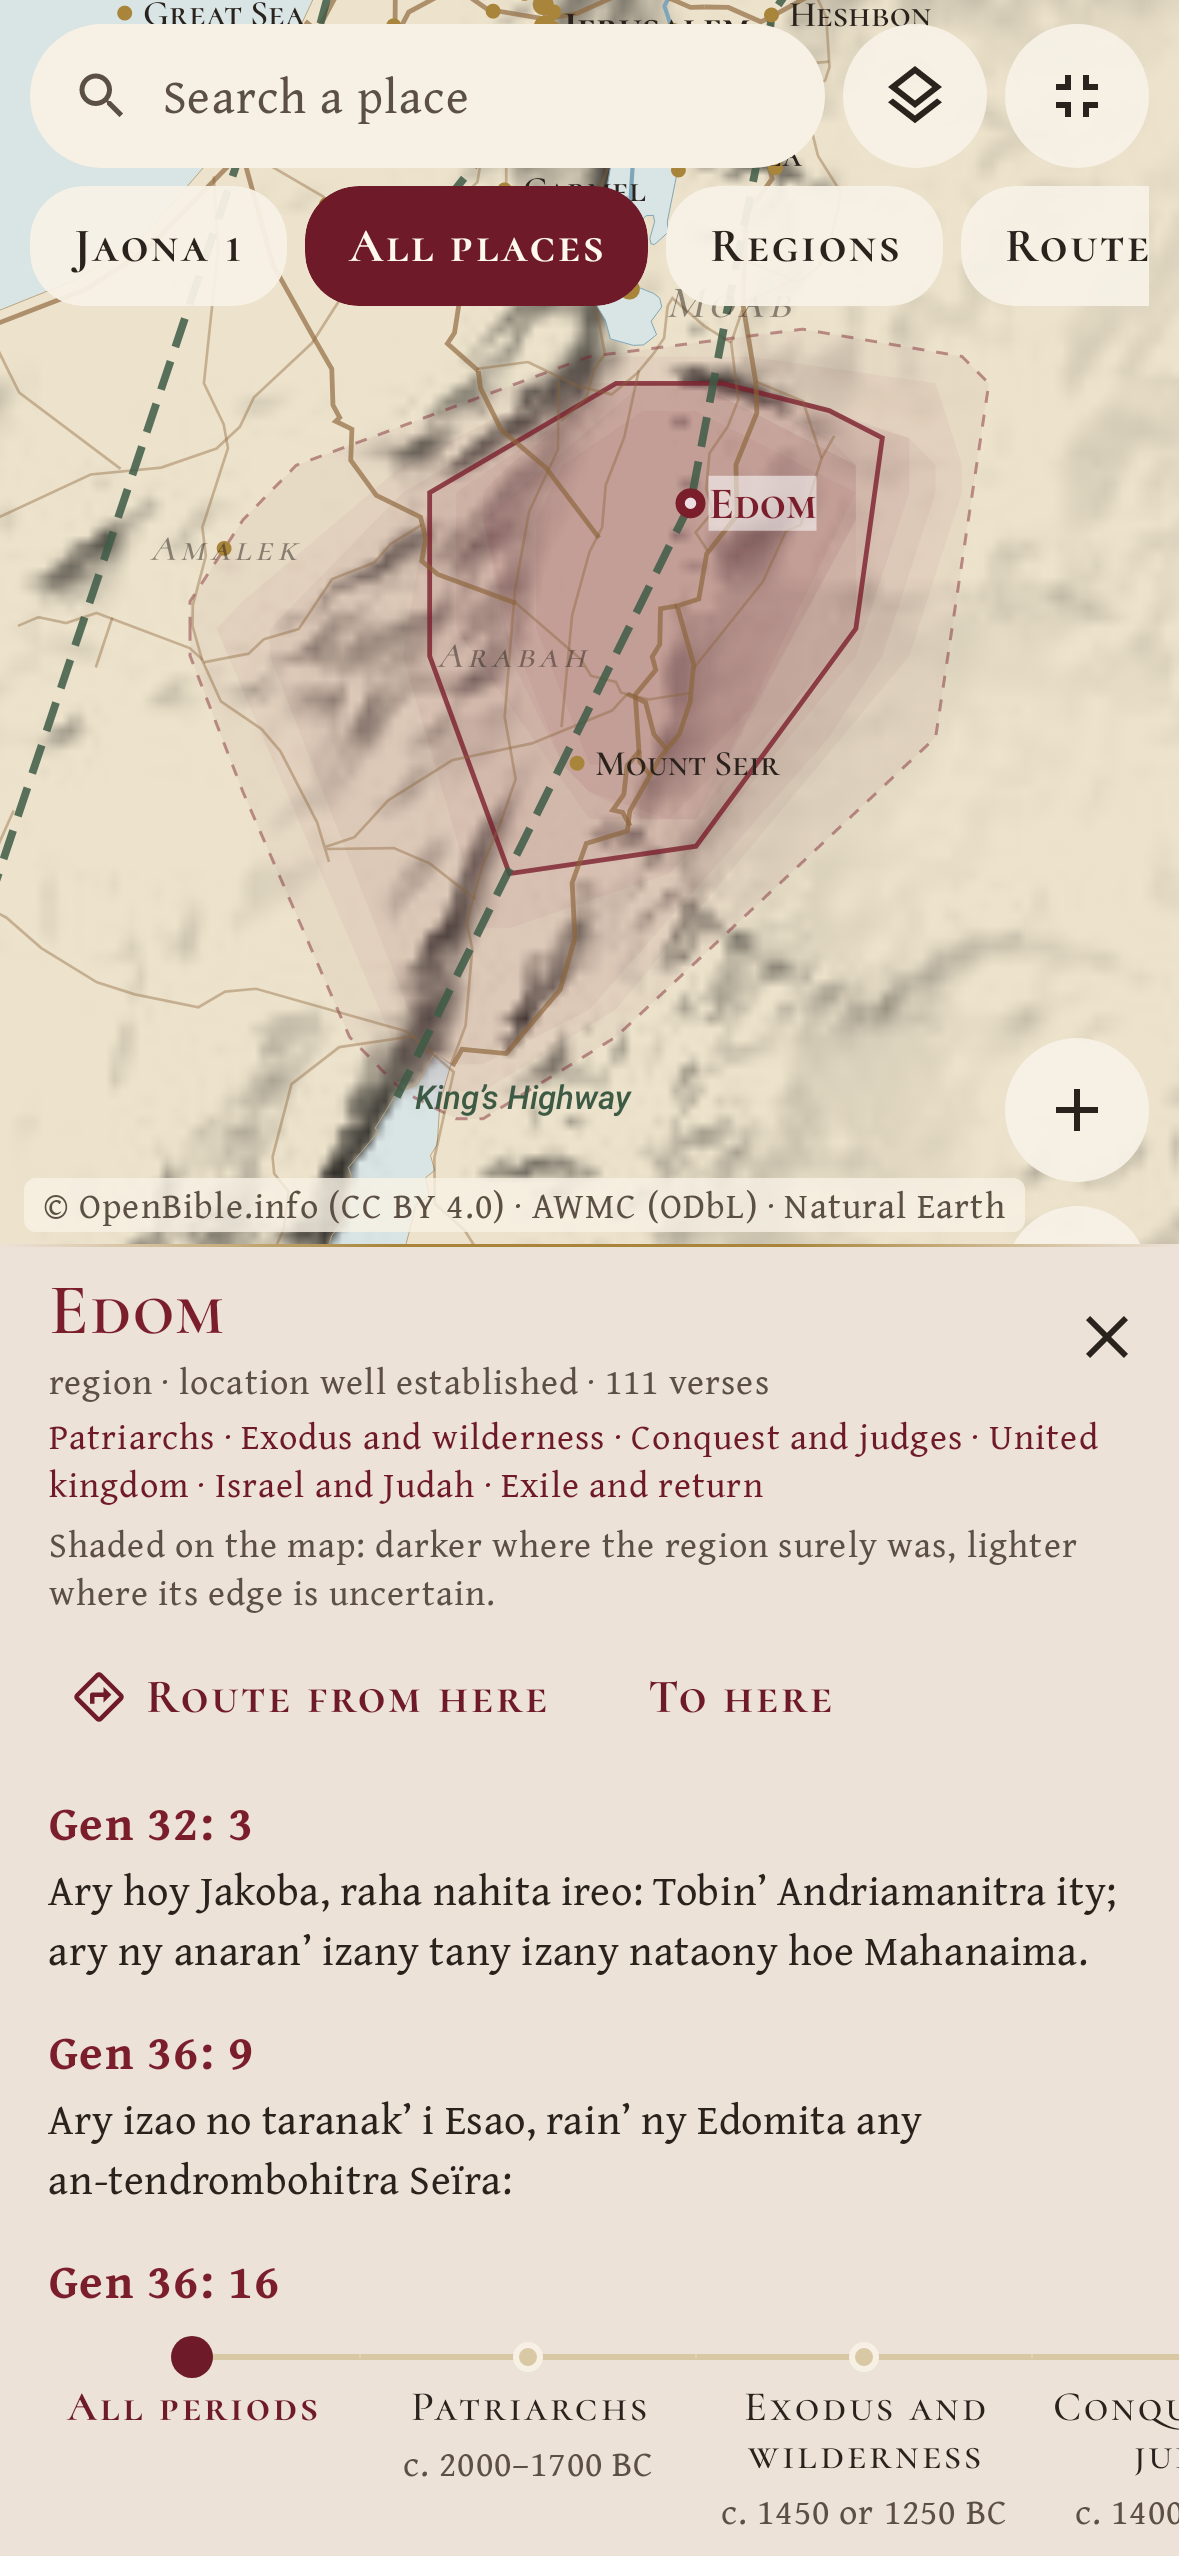 Great Sea
Jerusalem
Heshbon
Search a place
Carmel
Jaona 1
All places
Regions
Route
Moab
Edom
Amalek
Arabah
Mount Seir
King’s Highway
© OpenBible.info (CC BY 4.0) · AWMC (ODbL) · Natural Earth
Edom
region · location well established · 111 verses
Patriarchs · Exodus and wilderness · Conquest and judges · United
kingdom · Israel and Judah · Exile and return
Shaded on the map: darker where the region surely was, lighter
where its edge is uncertain.
Route from here
To here
Gen 32: 3
Ary hoy Jakoba, raha nahita ireo: Tobin’ Andriamanitra ity;
ary ny anaran’ izany tany izany nataony hoe Mahanaima.
Gen 36: 9
Ary izao no taranak’ i Esao, rain’ ny Edomita any
an-tendrombohitra Seïra:
Gen 36: 16
All periods
Patriarchs
c. 2000–1700 BC
Exodus and
wilderness
c. 1450 or 1250 BC
c. 1400